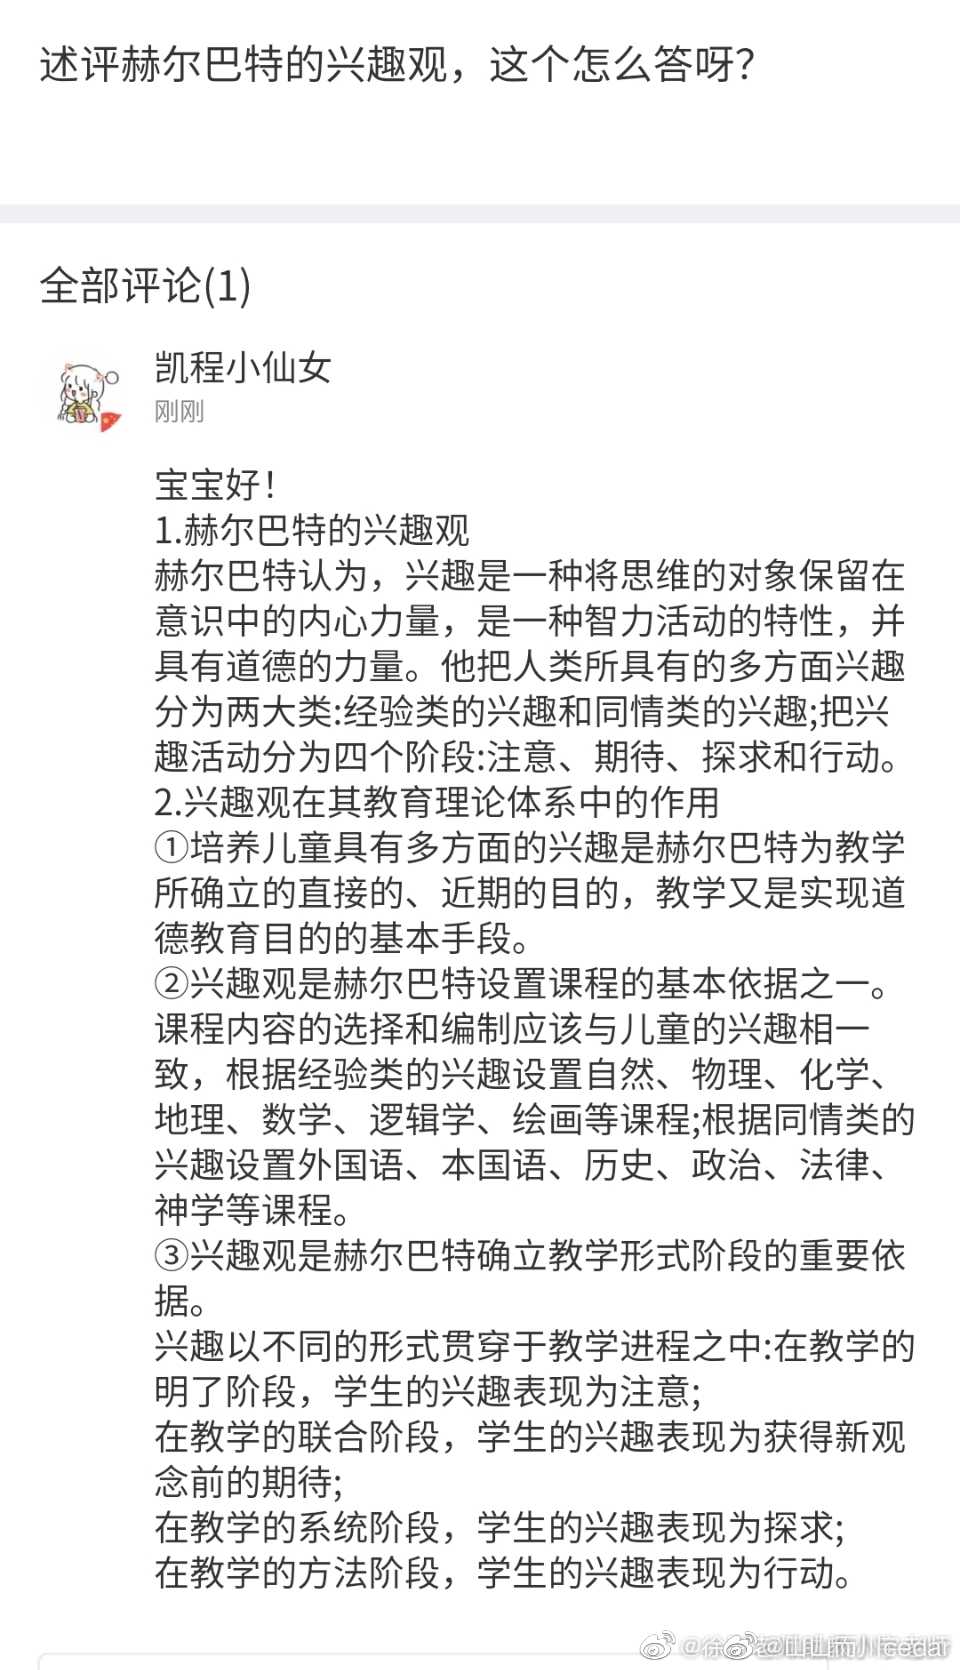 述评赫尔巴特的兴趣观，这个怎么答呀？
全部评论(1)
凯程小仙女
刚刚
宝宝好！
1.赫尔巴特的兴趣观
赫尔巴特认为，兴趣是一种将思维的对象保留在
意识中的内心力量，是一种智力活动的特性，并
具有道德的力量。他把人类所具有的多方面兴趣
分为两大类:经验类的兴趣和同情类的兴趣;把兴
趣活动分为四个阶段:注意、期待、探求和行动。
2.兴趣观在其教育理论体系中的作用
①培养儿童具有多方面的兴趣是赫尔巴特为教学
所确立的直接的、近期的目的，教学又是实现道
德教育目的的基本手段。
②兴趣观是赫尔巴特设置课程的基本依据之一。
课程内容的选择和编制应该与儿童的兴趣相一
致，根据经验类的兴趣设置自然、物理、化学、
地理、数学、逻辑学、绘画等课程;根据同情类的
兴趣设置外国语、本国语、历史、政治、法律、
神学等课程。
③兴趣观是赫尔巴特确立教学形式阶段的重要依
据。
兴趣以不同的形式贯穿于教学进程之中:在教学的
明了阶段，学生的兴趣表现为注意;
在教学的联合阶段，学生的兴趣表现为获得新观
念前的期待;
在教学的系统阶段，学生的兴趣表现为探求;
在教学的方法阶段，学生的兴趣表现为行动。
@徐